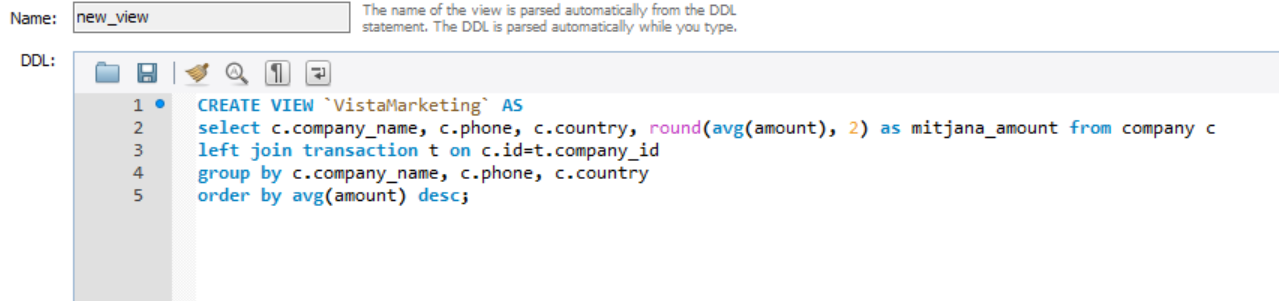 Name: new_view The name of the view is parsed automatically from the DDL
statement. The DDL is parsed automatically while you type.
DDL:
1 CREATE VIEW `VistaMarketing` AS
2 select c.company_name, c.phone, c.country, round(avg(amount), 2) as mitjana_amount from company c
3 left join transaction t on c.id=t.company_id
4 group by c.company_name, c.phone, c.country
5 order by avg(amount) desc;